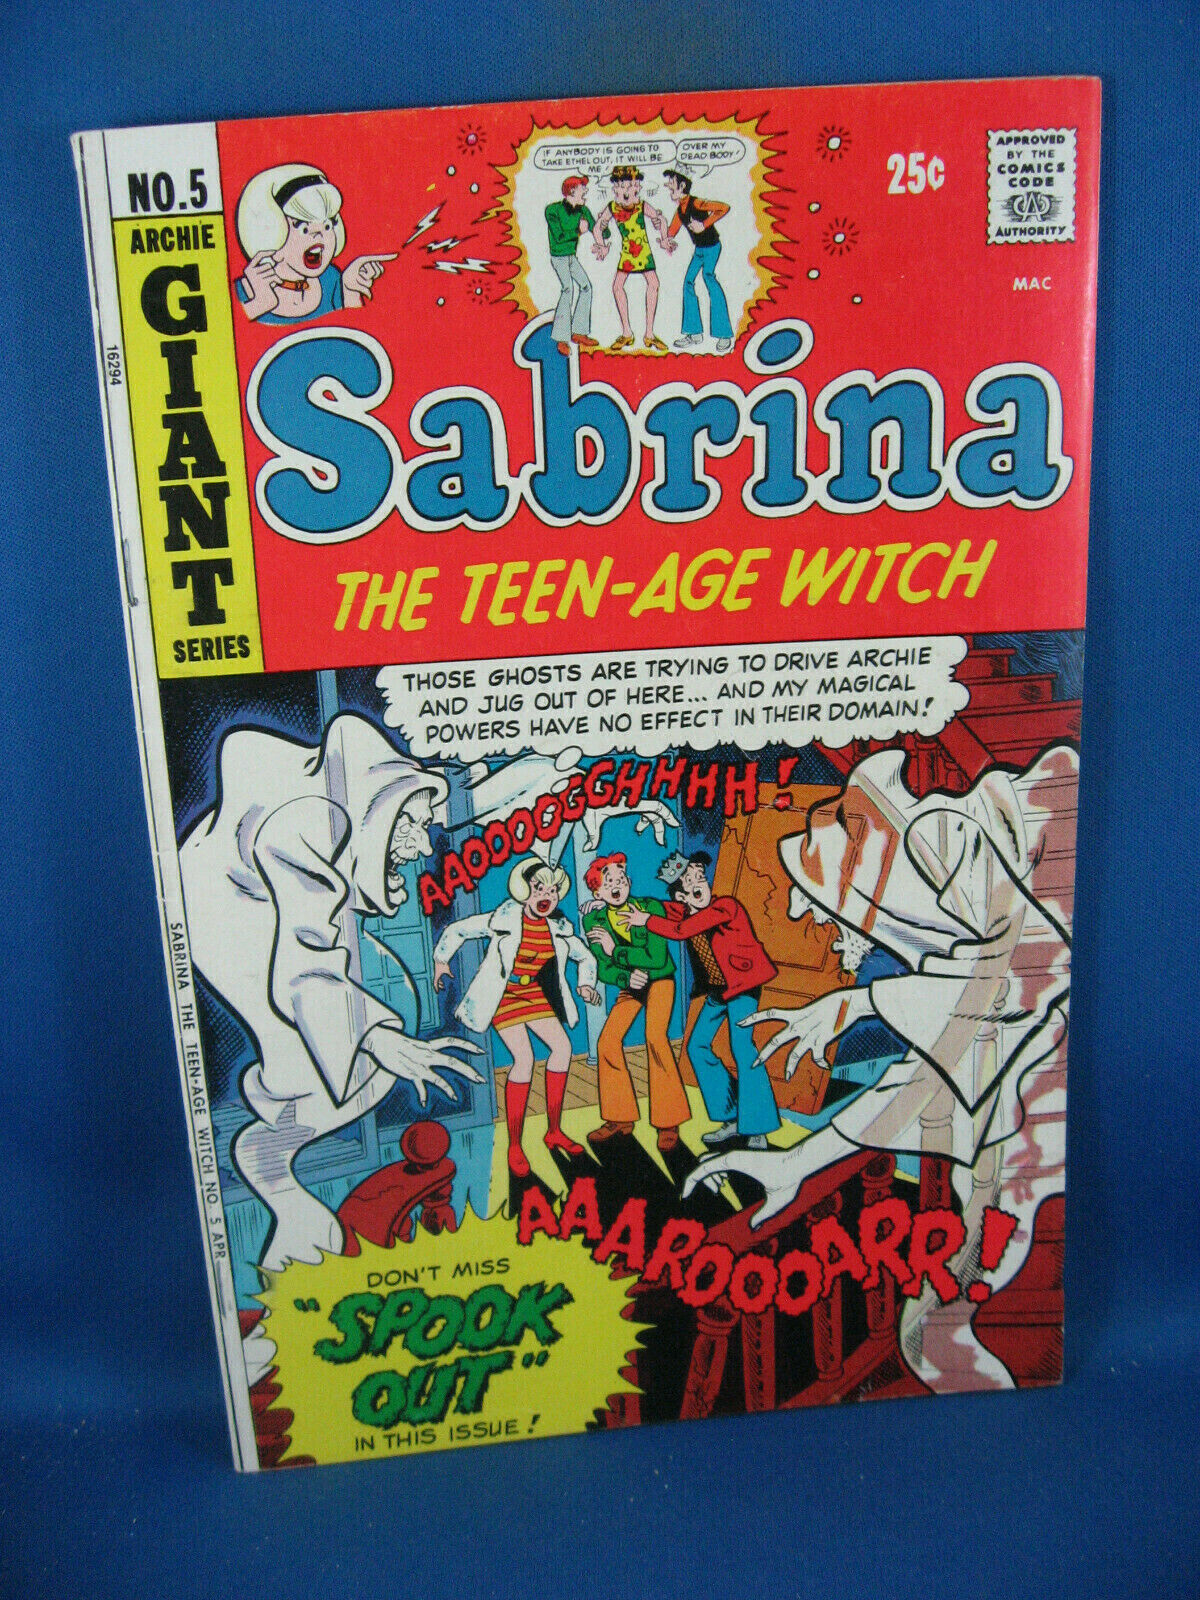 NO.5
ARCHIE
GIANT
SERIES
16294
IF ANYBODY IS GOING TO
TAKE ETHEL OUT, IT WILL BE
ME
OVER MY
DEAD BODY!
25¢
APPROVED
BY THE
COMICS
CODE
CA
AUTHORITY
MAC
Sabrina
THE TEEN-AGE WITCH
THOSE GHOSTS ARE TRYING TO DRIVE ARCHIE
AND JUG OUT OF HERE... AND MY MAGICAL
POWERS HAVE NO EFFECT IN THEIR DOMAIN!
AAOOOOGGGHHHHH!
AAAAROOOOARR!
DON'T MISS
"SPOOK
OUT"
IN THIS ISSUE!
SABRINA THE TEEN-AGE WITCH NO. 5 APR